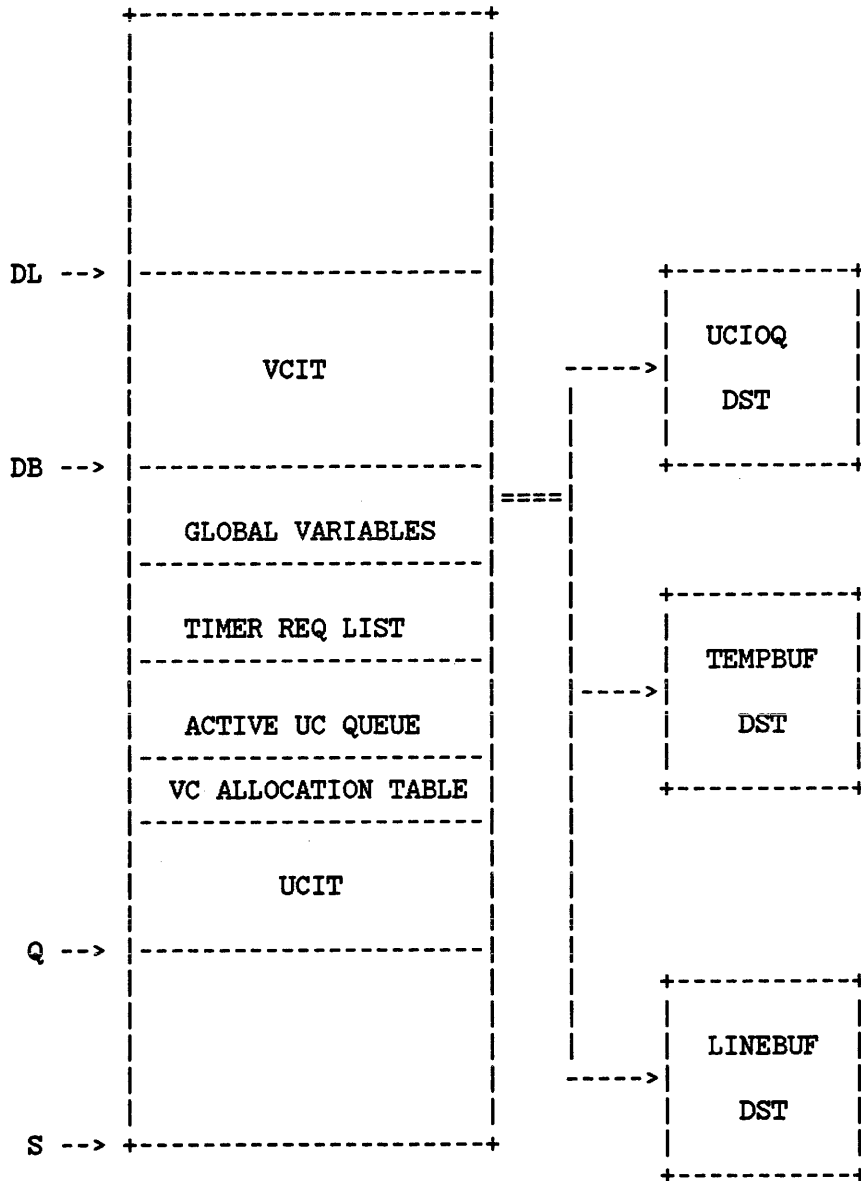 DL -->
VCIT
DB -->
GLOBAL VARIABLES
TIMER REQ LIST
ACTIVE UC QUEUE
VC ALLOCATION TABLE
UCIT
Q -->
S -->
====
----->
UCIOQ
DST
---->
TEMPBUF
DST
----->
LINEBUF
DST